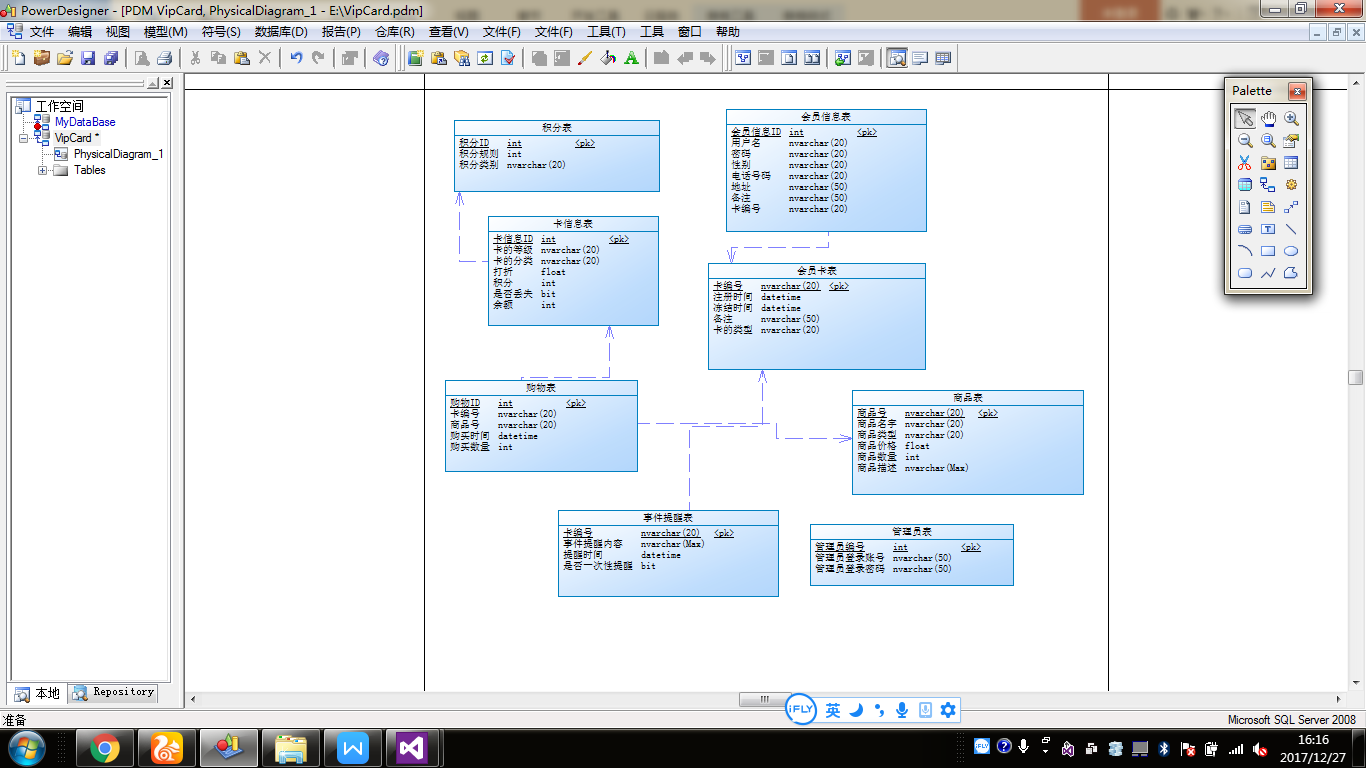 PowerDesigner - [PDM VipCard, PhysicalDiagram_1 - E:\VipCard.pdm]
文件 编辑 视图 模型(M) 符号(S) 数据库(D) 报告(P) 仓库(R) 查看(V) 文件(F) 文件(F) 工具(T) 工具 窗口 帮助
工作空间
MyDataBase
VipCard *
PhysicalDiagram_1
Tables
本地 Repository
积分表
积分ID int <pk>
积分规则 int
积分类别 nvarchar(20)
会员信息表
会员信息ID int <pk>
用户名 nvarchar(20)
密码 nvarchar(20)
性别 nvarchar(20)
电话号码 nvarchar(20)
地址 nvarchar(50)
备注 nvarchar(50)
卡编号 nvarchar(20)
卡信息表
卡信息ID int <pk>
卡的等级 nvarchar(20)
卡的分类 nvarchar(20)
打折 float
积分 int
是否丢失 bit
余额 int
会员卡表
卡编号 nvarchar(20) <pk>
注册时间 datetime
冻结时间 datetime
备注 nvarchar(50)
卡的类型 nvarchar(20)
购物表
购物ID int <pk>
卡编号 nvarchar(20)
商品号 nvarchar(20)
购买时间 datetime
购买数量 int
商品表
商品号 nvarchar(20) <pk>
商品名字 nvarchar(20)
商品类型 nvarchar(20)
商品价格 float
商品数量 int
商品描述 nvarchar(Max)
事件提醒表
卡编号 nvarchar(20) <pk>
事件提醒内容 nvarchar(Max)
提醒时间 datetime
是否一次性提醒 bit
管理员表
管理员编号 int <pk>
管理员登录账号 nvarchar(50)
管理员登录密码 nvarchar(50)
Palette
iFLY 英
准备
Microsoft SQL Server 2008
iFLY
16:16
2017/12/27